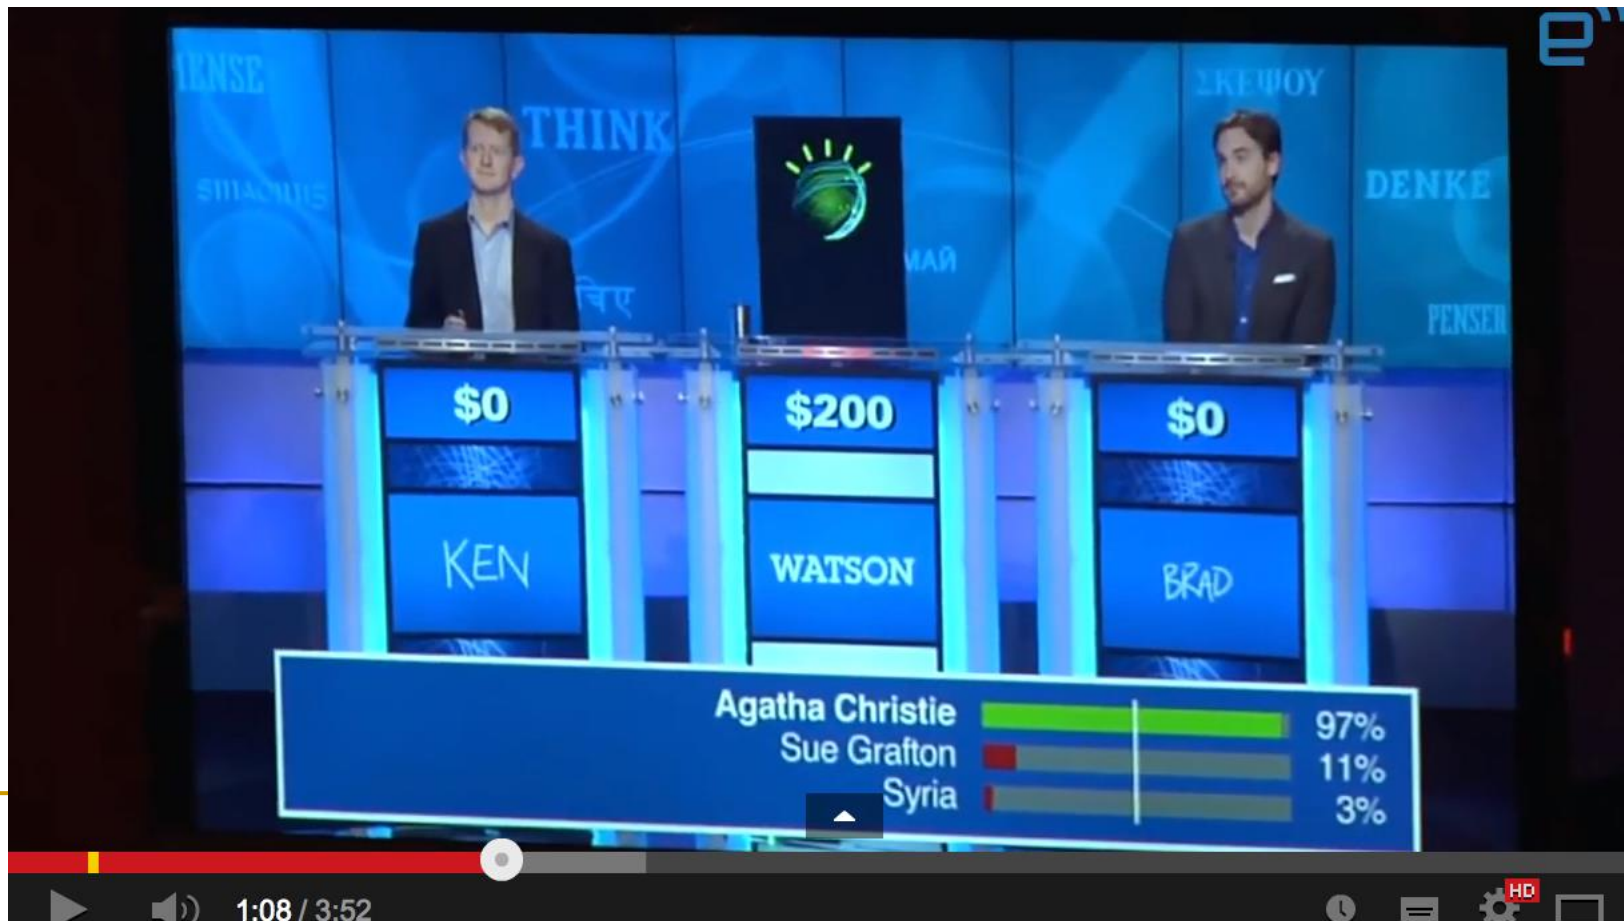 THINK
ΣΚΕΨΟΥ
DENKE
PENSER
$0
$200
$0
KEN
WATSON
BRAD
Agatha Christie 97%
Sue Grafton 11%
Syria 3%
1:08 / 3:52
HD